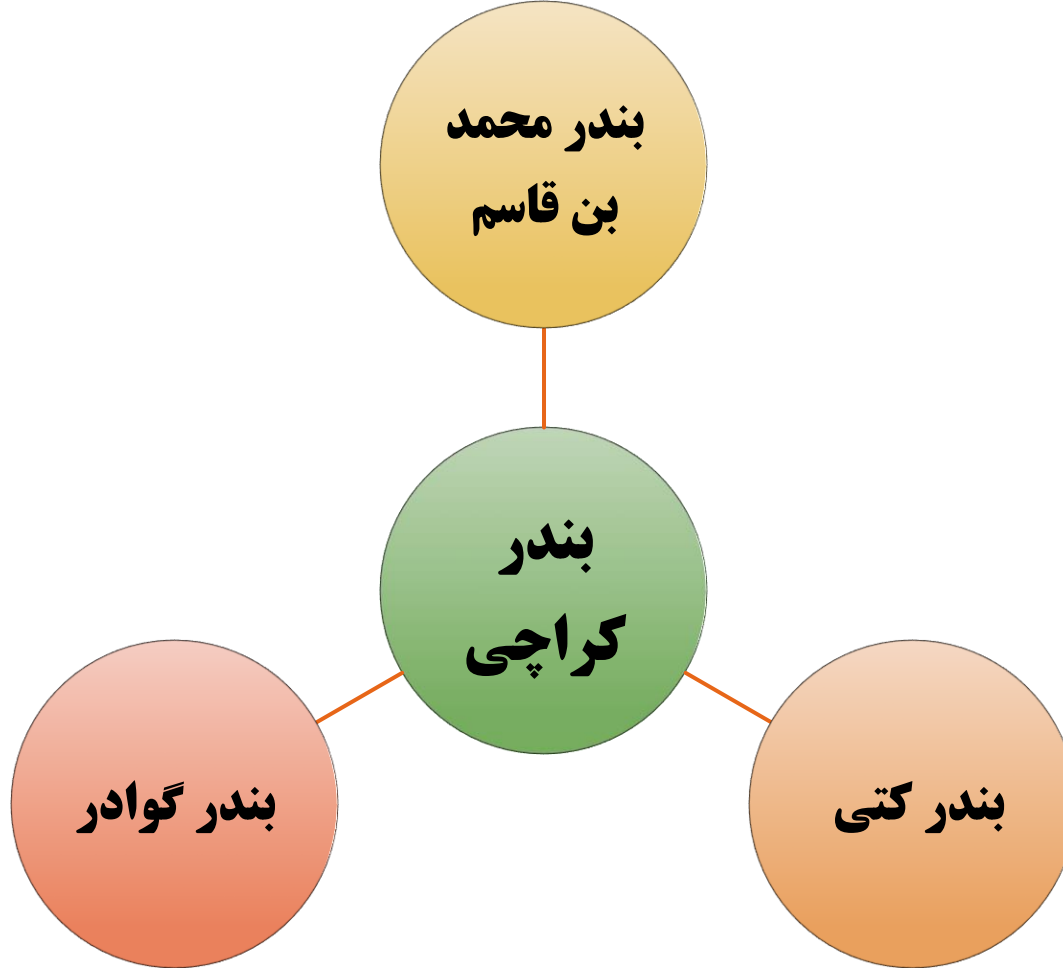 بندر محمد
بن قاسم
بندر
کراچی
بندر کتی
بندر گوادر